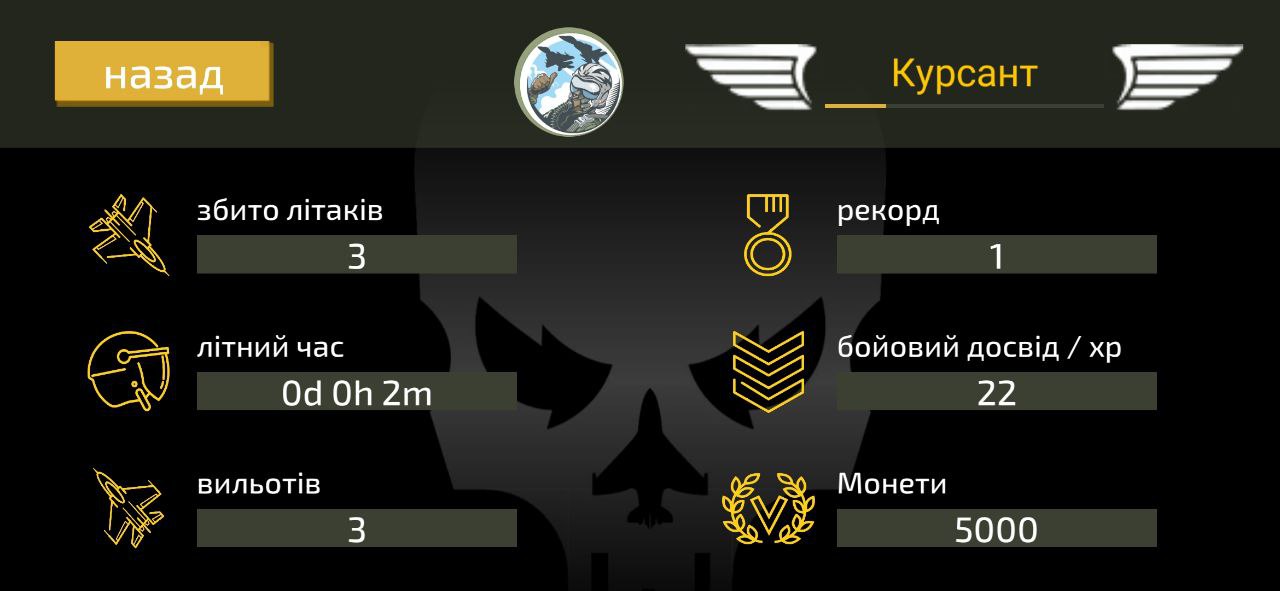 назад
Курсант
збито літаків
3
рекорд
1
літний час
0d 0h 2m
бойовий досвід / хр
22
вильотів
3
Монети
5000